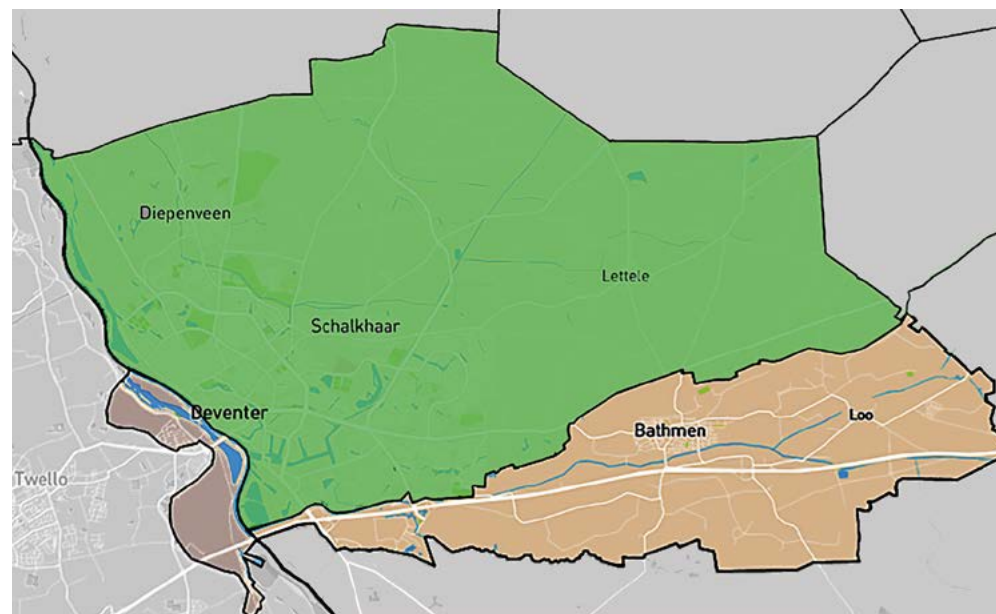 Diepenveen
Lettele
Schalkhaar
Deventer
Loo
Bathmen
Twello